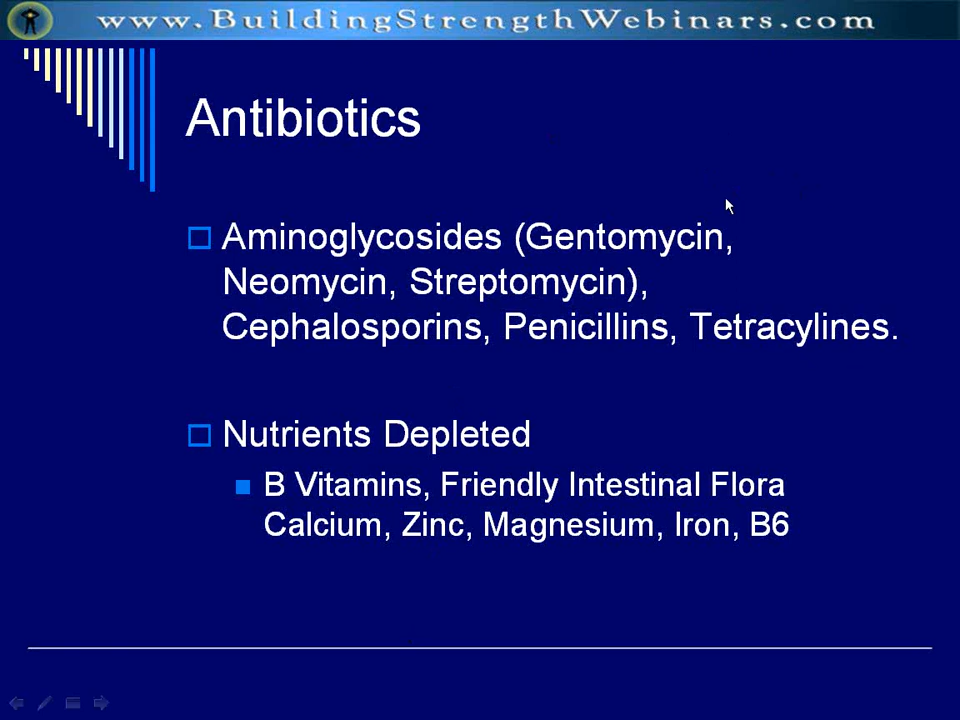 www.BuildingStrengthWebinars.com
Antibiotics
Aminoglycosides (Gentomycin,
Neomycin, Streptomycin),
Cephalosporins, Penicillins, Tetracylines.
Nutrients Depleted
B Vitamins, Friendly Intestinal Flora
Calcium, Zinc, Magnesium, Iron, B6